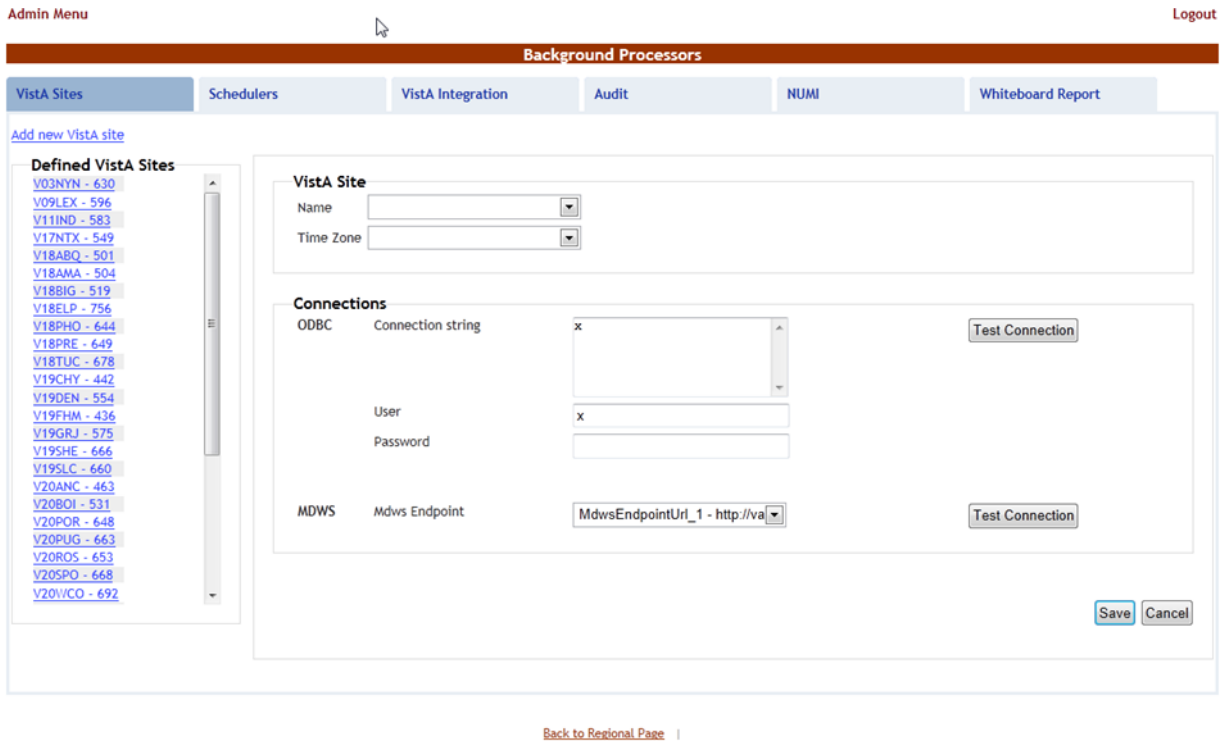 Admin Menu Logout
Background Processors
VistA Sites Schedulers VistA Integration Audit NUMI Whiteboard Report
Add new VistA site
Defined VistA Sites
V03NYN - 630
V09LEX - 596
V11IND - 583
V17NTX - 549
V18ABQ - 501
V18AMA - 504
V18BIG - 519
V18ELP - 756
V18PHO - 644
V18PRE - 649
V18TUC - 678
V19CHY - 442
V19DEN - 554
V19FHM - 436
V19GRJ - 575
V19SHE - 666
V19SLC - 660
V20ANC - 463
V20BOI - 531
V20POR - 648
V20PUG - 663
V20ROS - 653
V20SPO - 668
V20WCO - 692
VistA Site
Name
Time Zone
Connections
ODBC Connection string x Test Connection
User x
Password
MDWS Mdws Endpoint MdwsEndpointUrl_1 - http://va Test Connection
Save Cancel
Back to Regional Page |